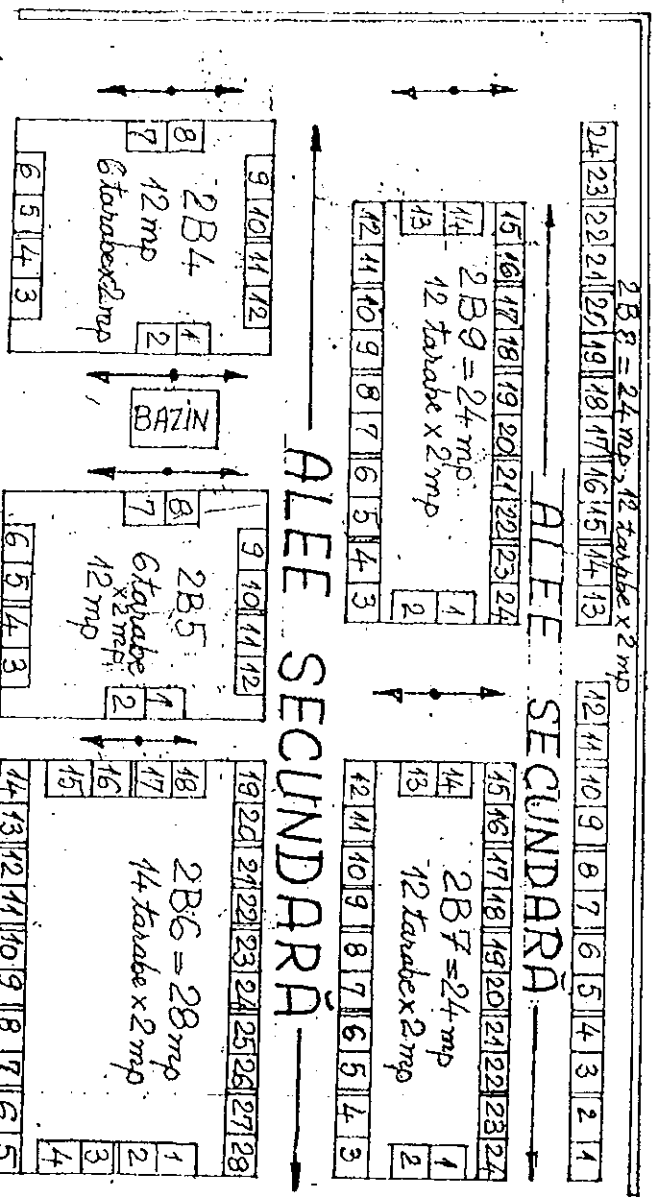 2B8 = 24 mp, 12 tarabe x 2 mp
24 23 22 21 20 19 18 17 16 15 14 13
12 11 10 9 8 7 6 5 4 3 2 1
ALEE SECUNDARĂ
15 16 17 18 19 20 21 22 23 24
14
13
2B9 = 24 mp
12 tarabe x 2 mp
1
2
12 11 10 9 8 7 6 5 4 3
15 16 17 18 19 20 21 22 23 24
14
13
2B7 = 24 mp
12 tarabe x 2 mp
1
2
12 11 10 9 8 7 6 5 4 3
ALEE SECUNDARĂ
9 10 11 12
8
7
2B4
12 mp
6 tarabe x 2 mp
1
2
6 5 4 3
BAZIN
9 10 11 12
8
7
2B5
6 tarabe
x 2 mp
12 mp
1
2
6 5 4 3
19 20 21 22 23 24 25 26 27 28
18
17
16
15
2B6 = 28 mp
14 tarabe x 2 mp
1
2
3
4
14 13 12 11 10 9 8 7 6 5